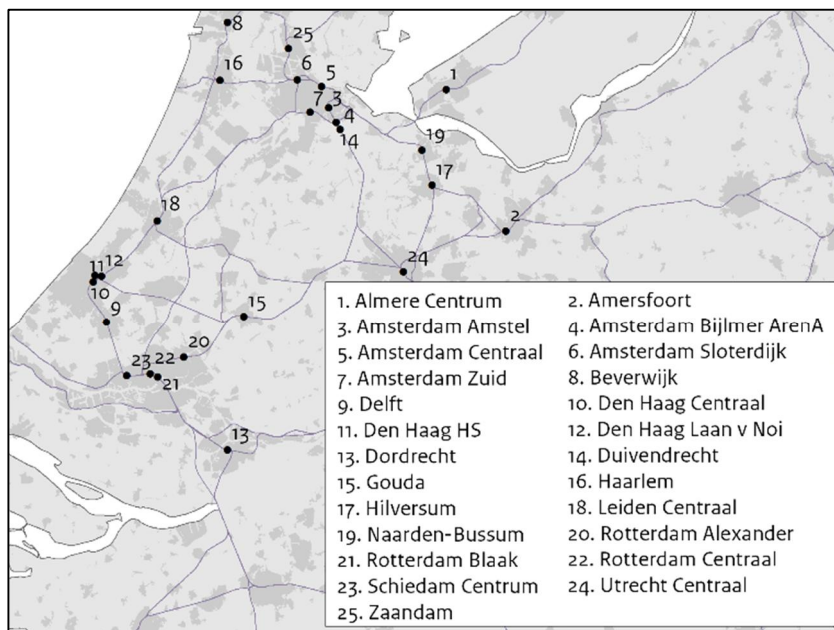 8
25
16
6
5
1
7
3
4
14
19
17
18
2
24
11
12
10
9
15
20
23
22
21
13
1. Almere Centrum 2. Amersfoort
3. Amsterdam Amstel 4. Amsterdam Bijlmer ArenA
5. Amsterdam Centraal 6. Amsterdam Sloterdijk
7. Amsterdam Zuid 8. Beverwijk
9. Delft 10. Den Haag Centraal
11. Den Haag HS 12. Den Haag Laan v Noi
13. Dordrecht 14. Duivendrecht
15. Gouda 16. Haarlem
17. Hilversum 18. Leiden Centraal
19. Naarden-Bussum 20. Rotterdam Alexander
21. Rotterdam Blaak 22. Rotterdam Centraal
23. Schiedam Centrum 24. Utrecht Centraal
25. Zaandam